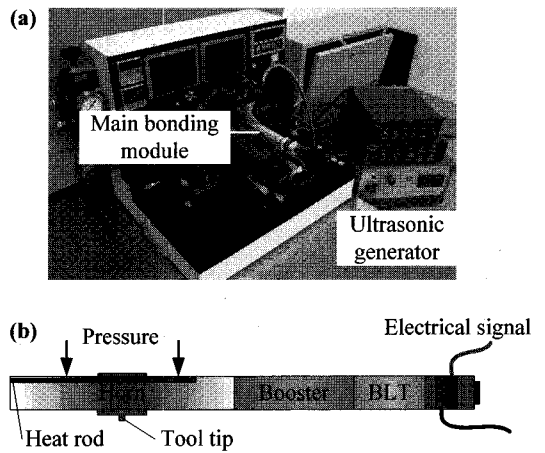 (a)
Main bonding
module
Ultrasonic
generator
(b)
Pressure
Electrical signal
Horn
Booster
BLT
Heat rod
Tool tip